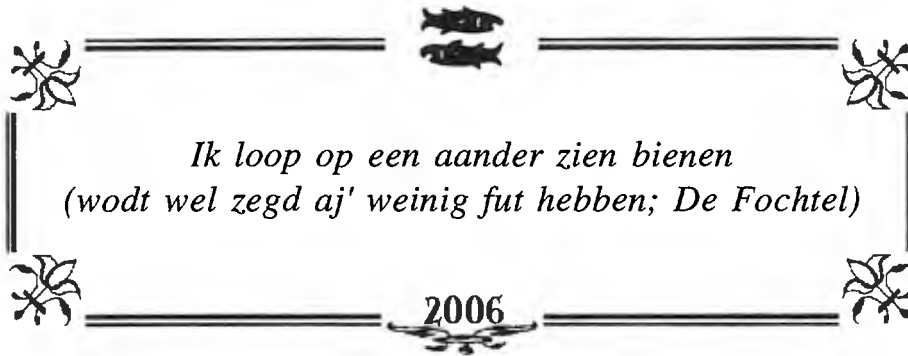 Ik loop op een aander zien bienen
(wodt wel zegd aj' weinig fut hebben; De Fochtel)
2006